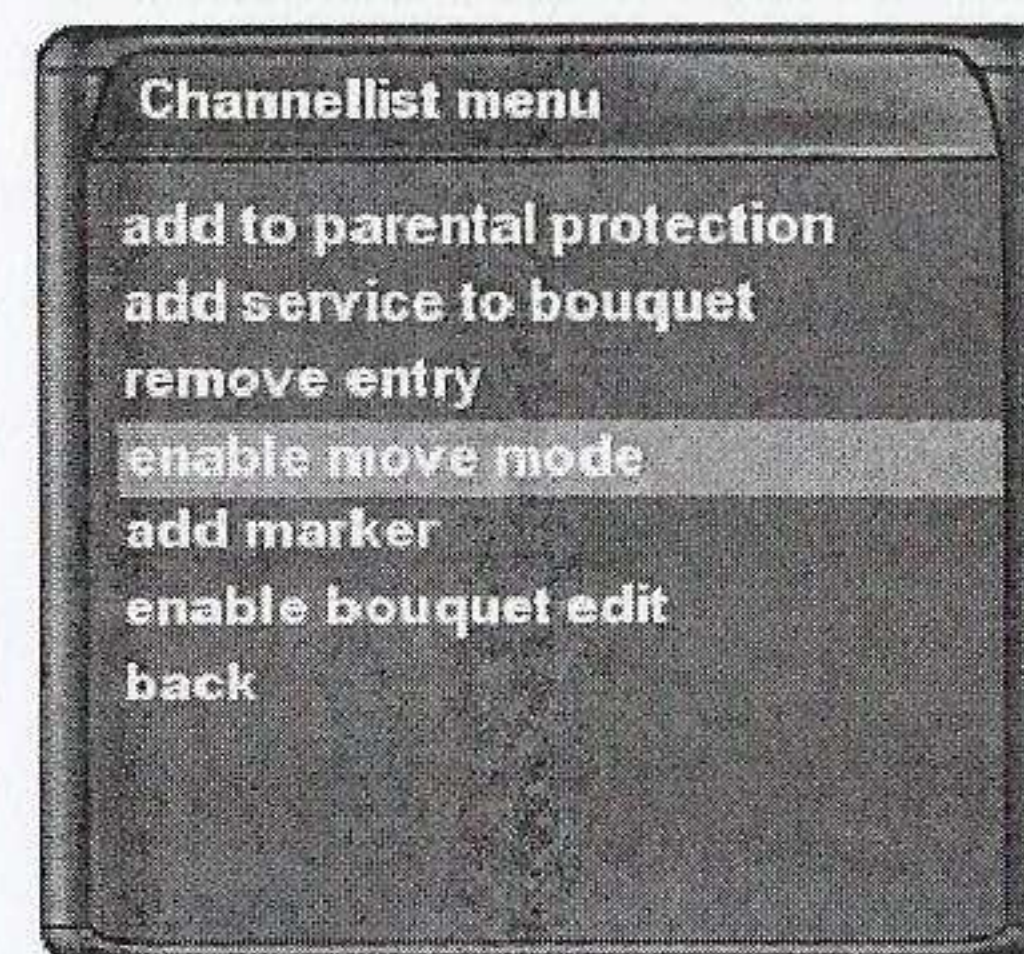 Channellist menu
add to parental protection
add service to bouquet
remove entry
enable move mode
add marker
enable bouquet edit
back